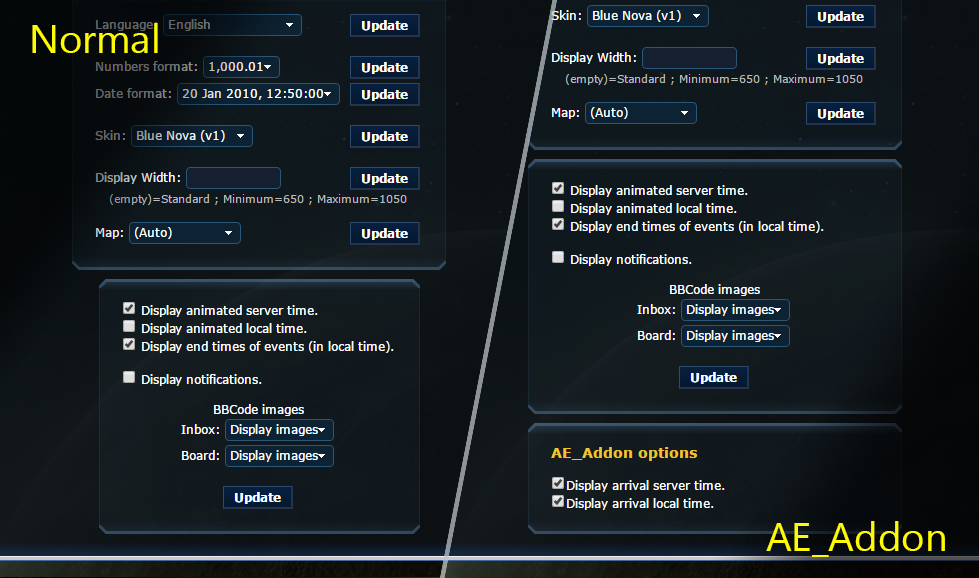 Normal
Language: English Update
Numbers format: 1,000.01 Update
Date format: 20 Jan 2010, 12:50:00 Update
Skin: Blue Nova (v1) Update
Display Width: Update
(empty)=Standard ; Minimum=650 ; Maximum=1050
Map: (Auto) Update
Display animated server time.
Display animated local time.
Display end times of events (in local time).
Display notifications.
BBCode images
Inbox: Display images
Board: Display images
Update
Skin: Blue Nova (v1) Update
Display Width: Update
(empty)=Standard ; Minimum=650 ; Maximum=1050
Map: (Auto) Update
Display animated server time.
Display animated local time.
Display end times of events (in local time).
Display notifications.
BBCode images
Inbox: Display images
Board: Display images
Update
AE_Addon options
Display arrival server time.
Display arrival local time.
AE_Addon